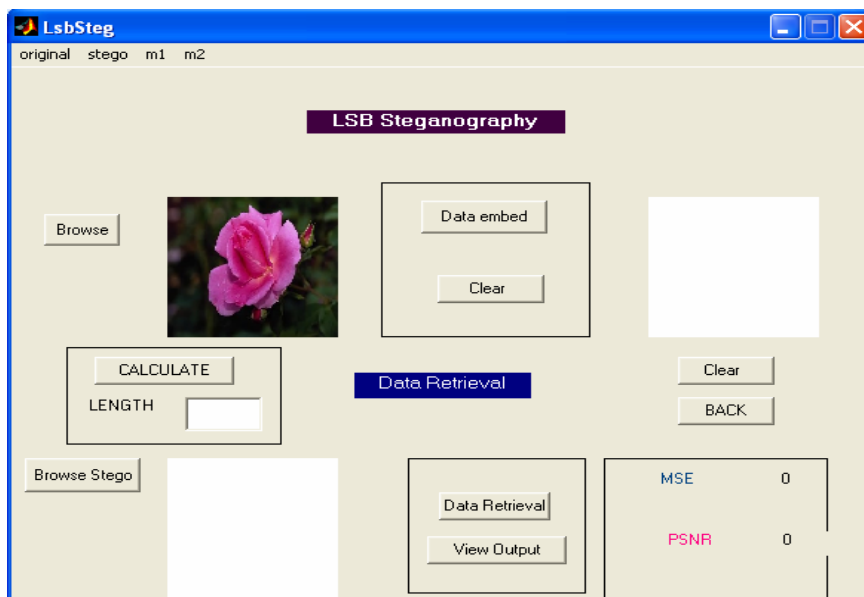 LsbSteg
original stego m1 m2
LSB Steganography
Browse
Data embed
Clear
CALCULATE
LENGTH
Data Retrieval
Clear
BACK
Browse Stego
Data Retrieval
View Output
MSE 0
PSNR 0